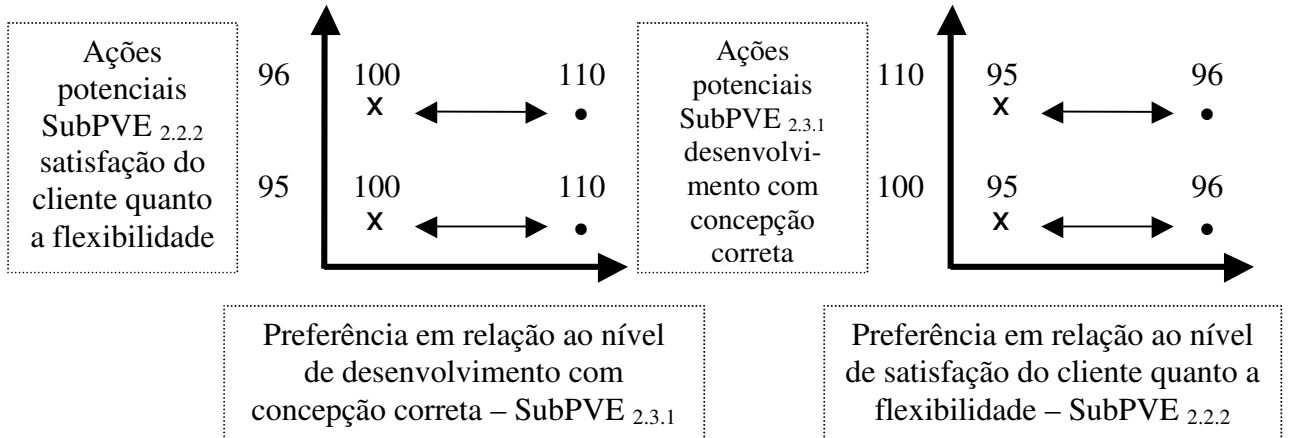 Ações
potenciais
SubPVE 2.2.2
satisfação do
cliente quanto
a flexibilidade
96 100 110
x
95 100 110
x
Preferência em relação ao nível
de desenvolvimento com
concepção correta – SubPVE 2.3.1
Ações
potenciais
SubPVE 2.3.1
desenvolvi-
mento com
concepção
correta
110 95 96
x
100 95 96
x
Preferência em relação ao nível
de satisfação do cliente quanto a
flexibilidade – SubPVE 2.2.2